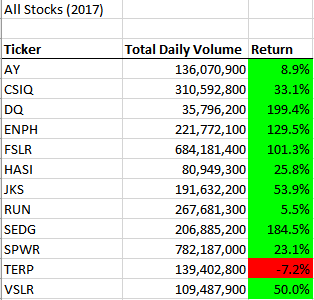 All Stocks (2017)
Ticker Total Daily Volume Return
AY 136,070,900 8.9%
CSIQ 310,592,800 33.1%
DQ 35,796,200 199.4%
ENPH 221,772,100 129.5%
FSLR 684,181,400 101.3%
HASI 80,949,300 25.8%
JKS 191,632,200 53.9%
RUN 267,681,300 5.5%
SEDG 206,885,200 184.5%
SPWR 782,187,000 23.1%
TERP 139,402,800 -7.2%
VSLR 109,487,900 50.0%